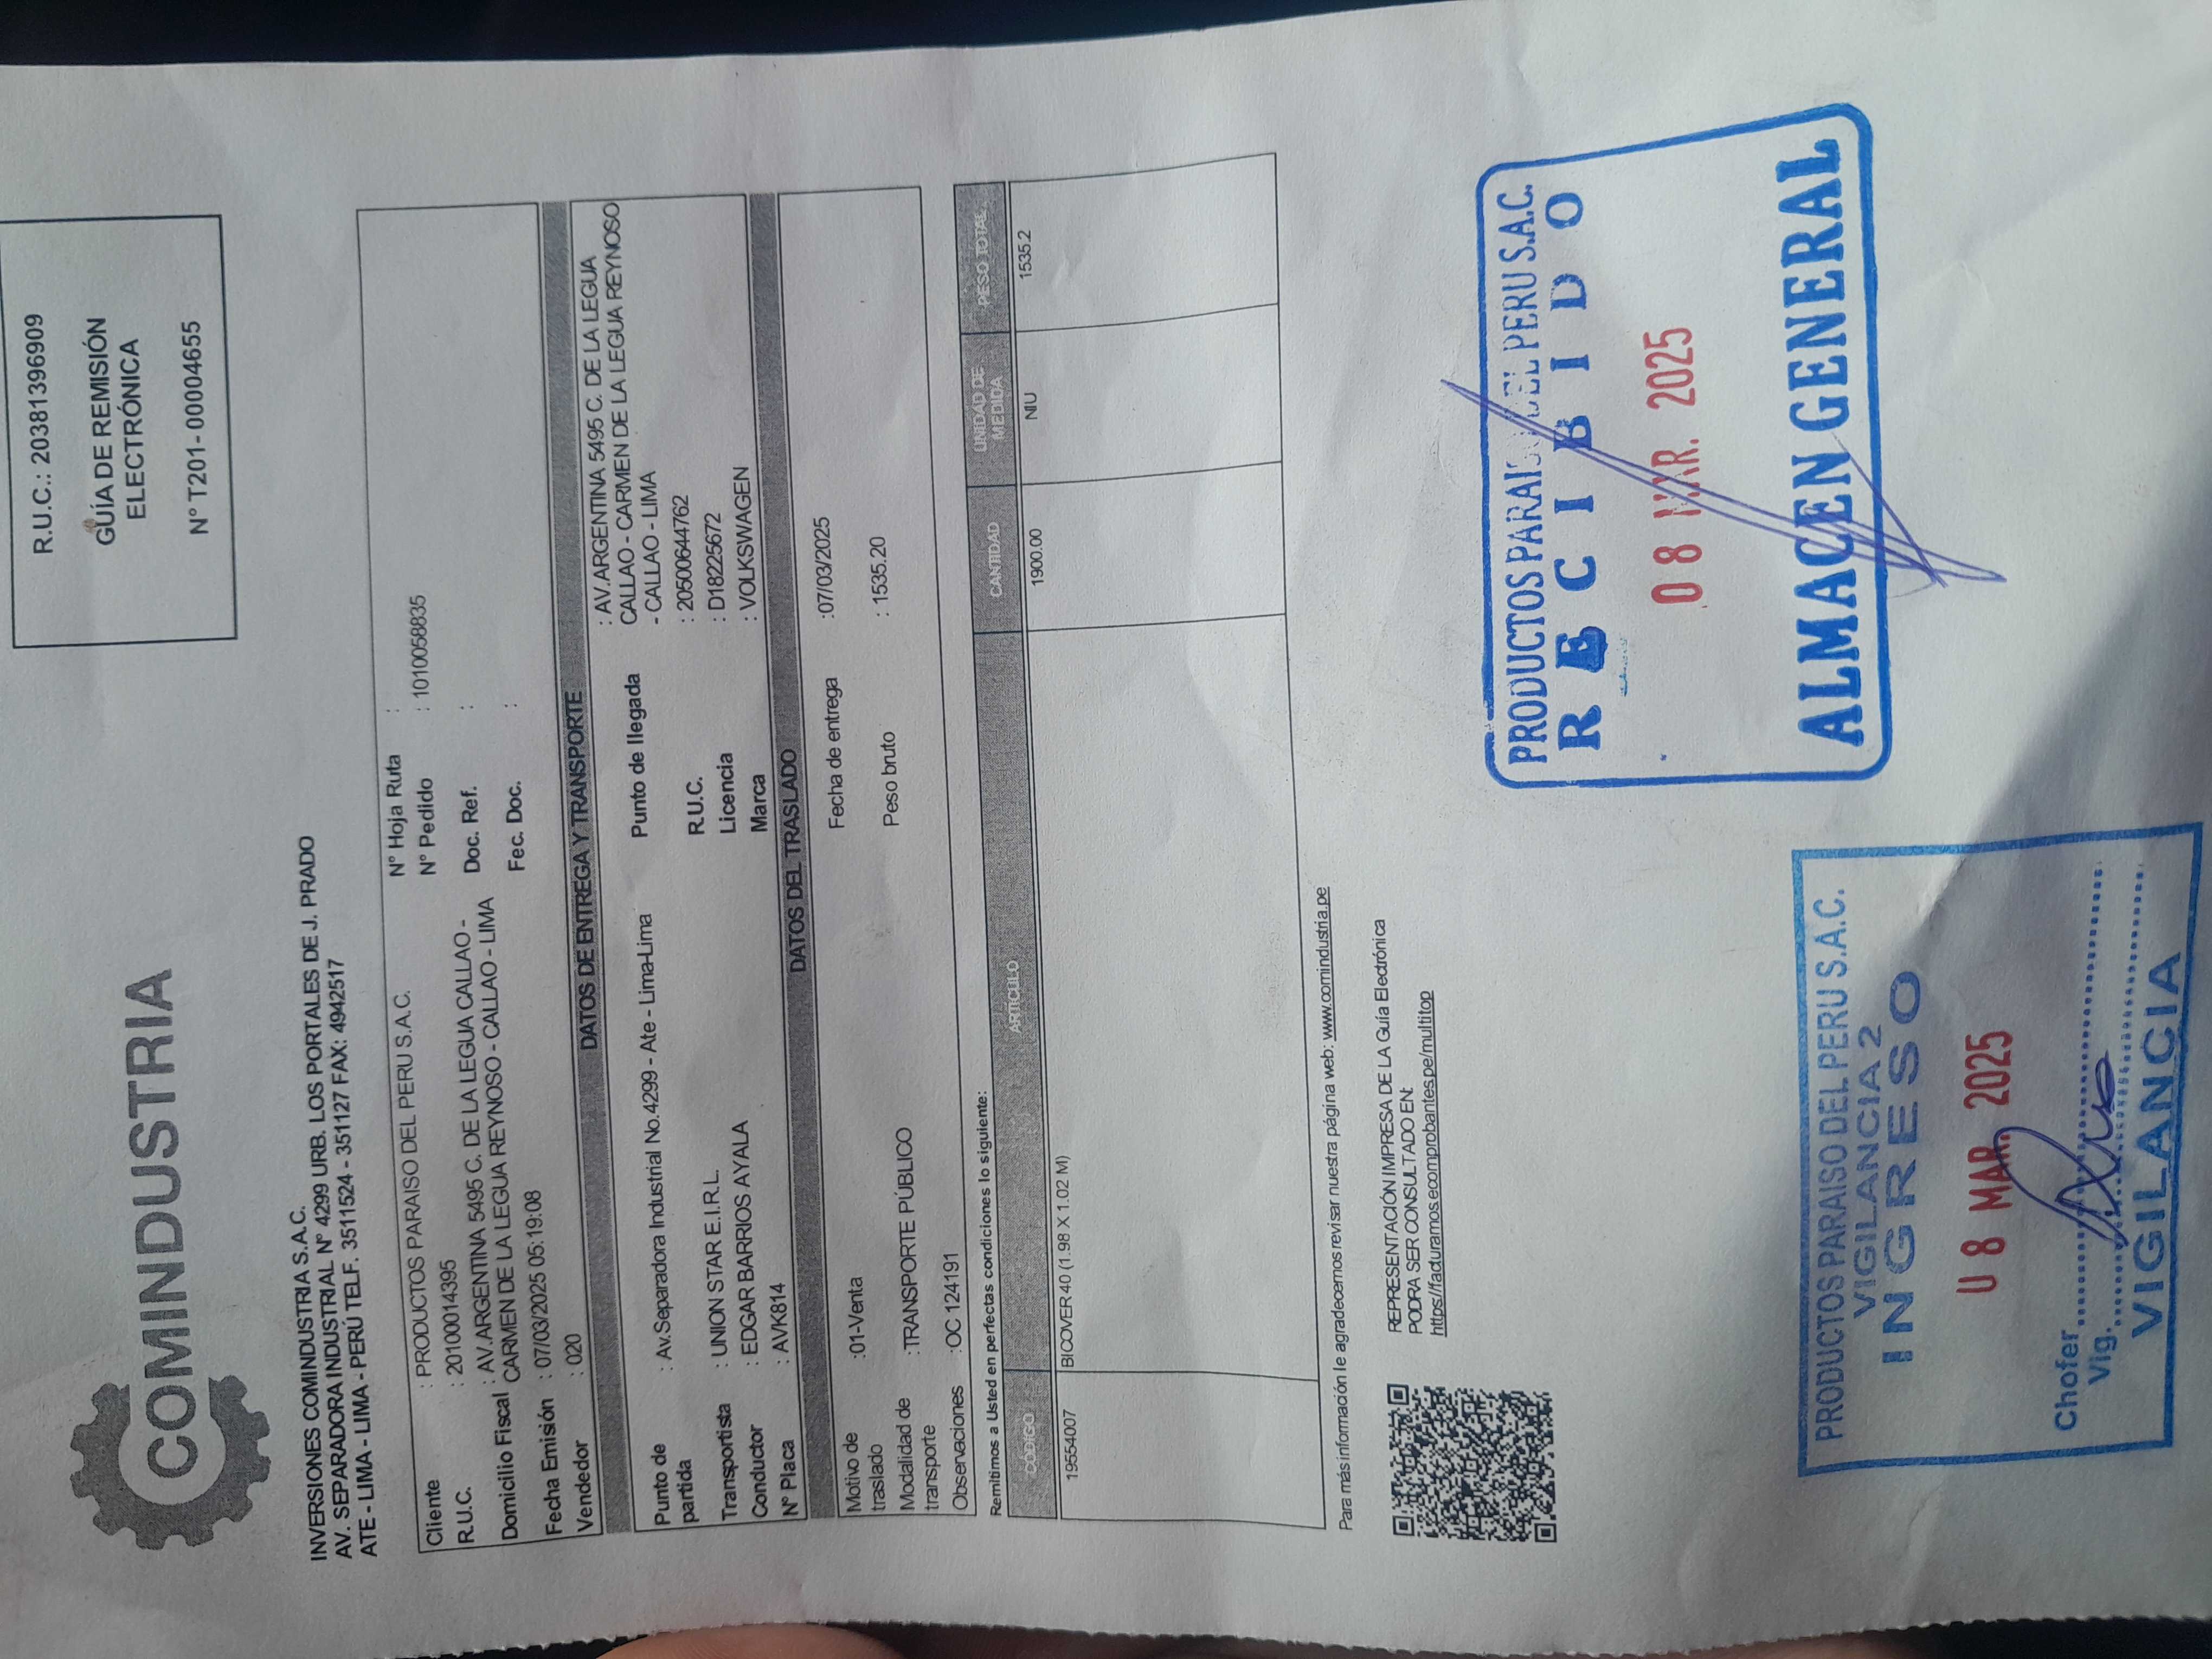 COMINDUSTRIA
R.U.C.: 20381396909
GUÍA DE REMISIÓN
ELECTRÓNICA
N° T201- 00004655
INVERSIONES COMINDUSTRIA S.A.C.
AV. SEPARADORA INDUSTRIAL N° 4299 URB. LOS PORTALES DE J. PRADO
ATE - LIMA - LIMA - PERÚ TELF. 3511524 - 351127 FAX: 4942517
Cliente : PRODUCTOS PARAISO DEL PERU S.A.C. N° Hoja Ruta :
R.U.C. : 20100014395 N° Pedido : 1010058835
Domicilio Fiscal : AV.ARGENTINA 5495 C. DE LA LEGUA CALLAO - Doc. Ref. :
CARMEN DE LA LEGUA REYNOSO - CALLAO - LIMA Fec. Doc. :
Fecha Emisión : 07/03/2025 05:19:08
Vendedor : 020
DATOS DE ENTREGA Y TRANSPORTE
Punto de partida : Av.Separadora Industrial No.4299 - Ate - Lima-Lima
Punto de llegada : AV.ARGENTINA 5495 C. DE LA LEGUA
CALLAO - CARMEN DE LA LEGUA REYNOSO
- CALLAO - LIMA
Transportista : UNION STAR E.I.R.L. R.U.C. : 20500644762
Conductor : EDGAR BARRIOS AYALA Licencia : D18225672
N° Placa : AVK814 Marca : VOLKSWAGEN
DATOS DEL TRASLADO
Motivo de traslado :01-Venta Fecha de entrega :07/03/2025
Modalidad de transporte :TRANSPORTE PÚBLICO Peso bruto : 1535.20
Observaciones :OC 124191
Remitimos a Usted en perfectas condiciones lo siguiente:
CODIGO ARTÍCULO CANTIDAD UNIDAD DE MEDIDA PESO TOTAL
19554007 BICOVER 40 (1.98 X 1.02 M) 1900.00 NIU 1535.2
Para más información le agradecemos revisar nuestra página web: www.comindustria.pe
REPRESENTACIÓN IMPRESA DE LA Guía Electrónica
PODRA SER CONSULTADO EN:
https://facturamos.ecomprobantes.pe/multitop
PRODUCTOS PARAISO DEL PERU S.A.C.
RECIBIDO
08 MAR. 2025
ALMACEN GENERAL
PRODUCTOS PARAISO DEL PERU S.A.C.
VIGILANCIA 2
INGRESO
08 MAR. 2025
Chofer
Vig.
VIGILANCIA